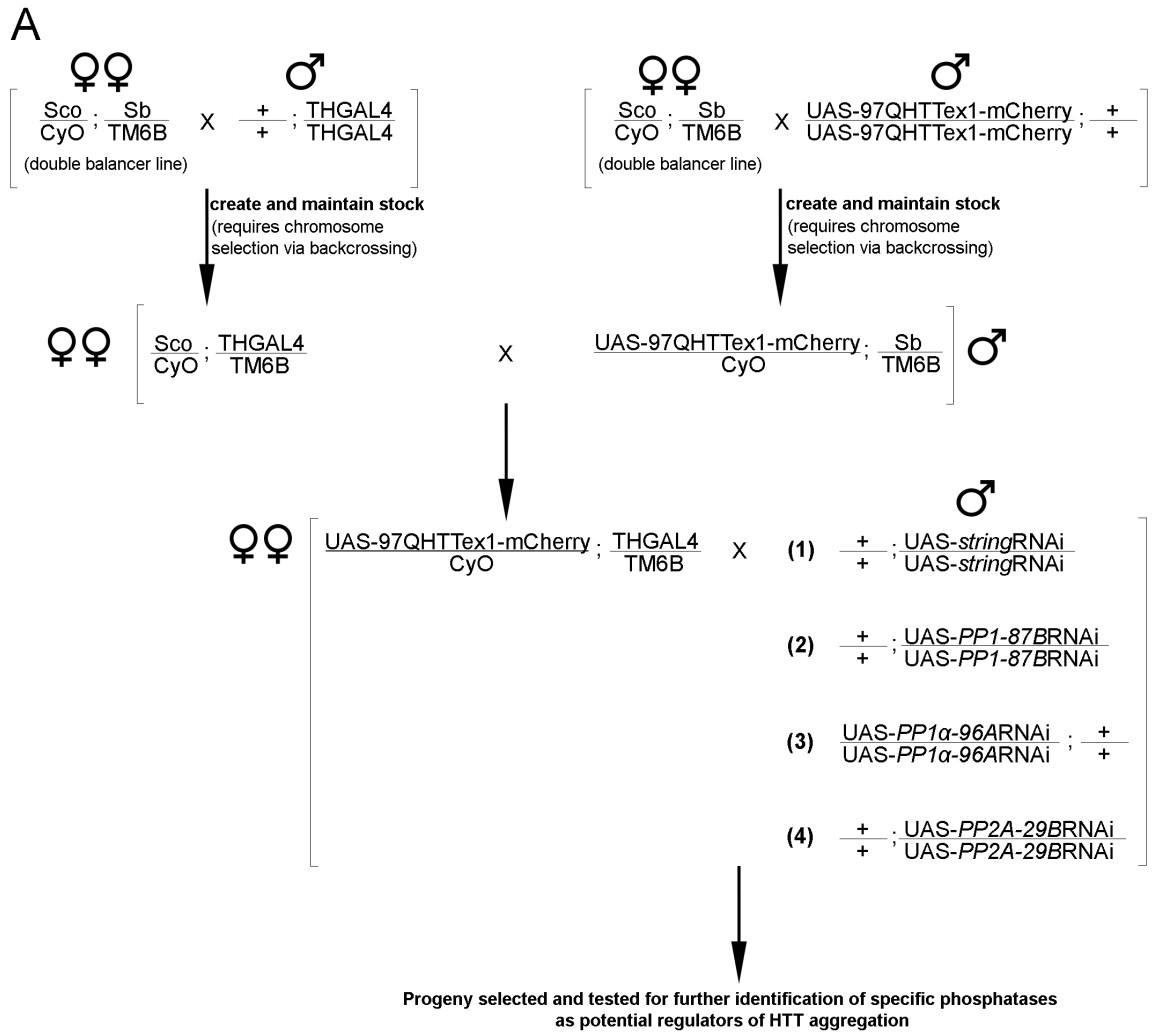 A
♀♀ ♂
Sco ; Sb X + ; THGAL4
CyO TM6B + THGAL4
(double balancer line)
♀♀ ♂
Sco ; Sb X UAS-97QHTTex1-mCherry ; +
CyO TM6B UAS-97QHTTex1-mCherry +
(double balancer line)
create and maintain stock
(requires chromosome
selection via backcrossing)
create and maintain stock
(requires chromosome
selection via backcrossing)
♀♀ Sco ; THGAL4 X UAS-97QHTTex1-mCherry ; Sb ♂
CyO TM6B CyO TM6B
♂
♀♀ UAS-97QHTTex1-mCherry ; THGAL4 X (1) + ; UAS-stringRNAi
CyO TM6B + UAS-stringRNAi
(2) + ; UAS-PP1-87BRNAi
+ UAS-PP1-87BRNAi
(3) UAS-PP1α-96ARNAi ; +
UAS-PP1α-96ARNAi +
(4) + ; UAS-PP2A-29BRNAi
+ UAS-PP2A-29BRNAi
Progeny selected and tested for further identification of specific phosphatases
as potential regulators of HTT aggregation